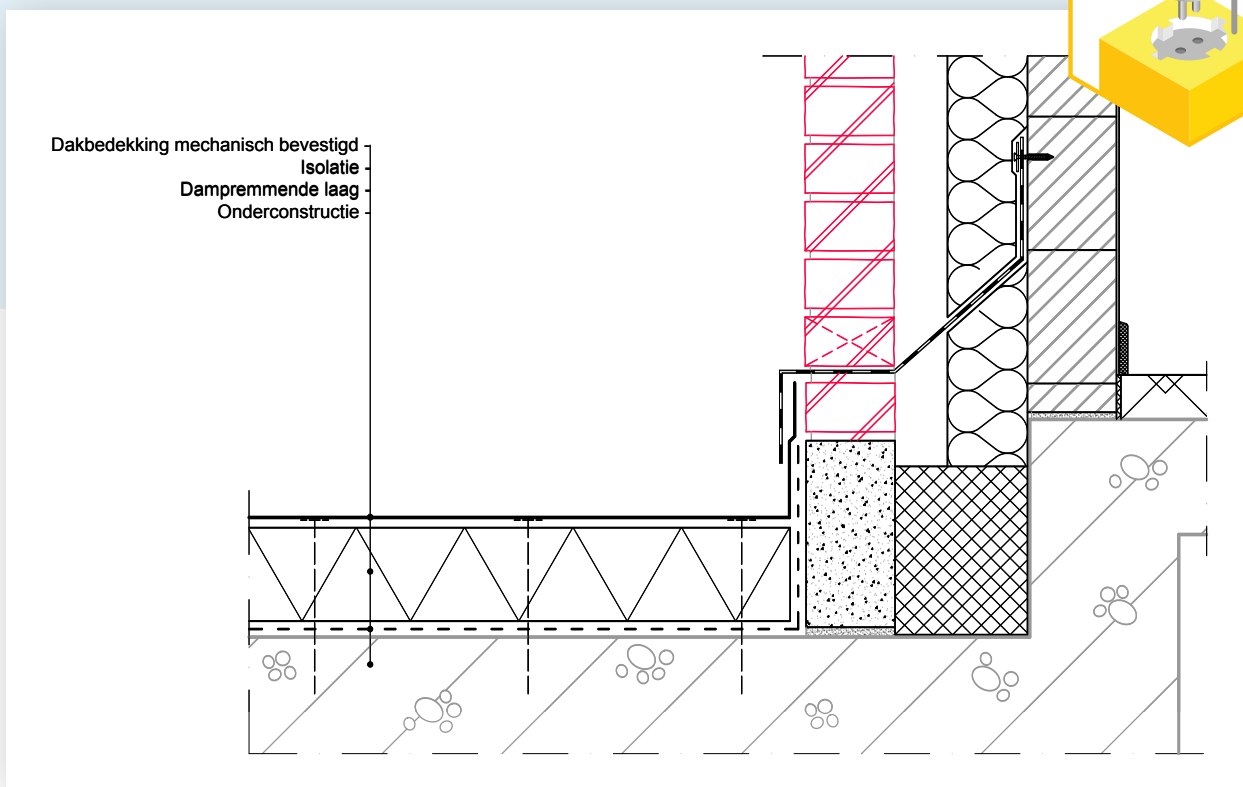 Dakbedekking mechanisch bevestigd
Isolatie
Dampremmende laag
Onderconstructie